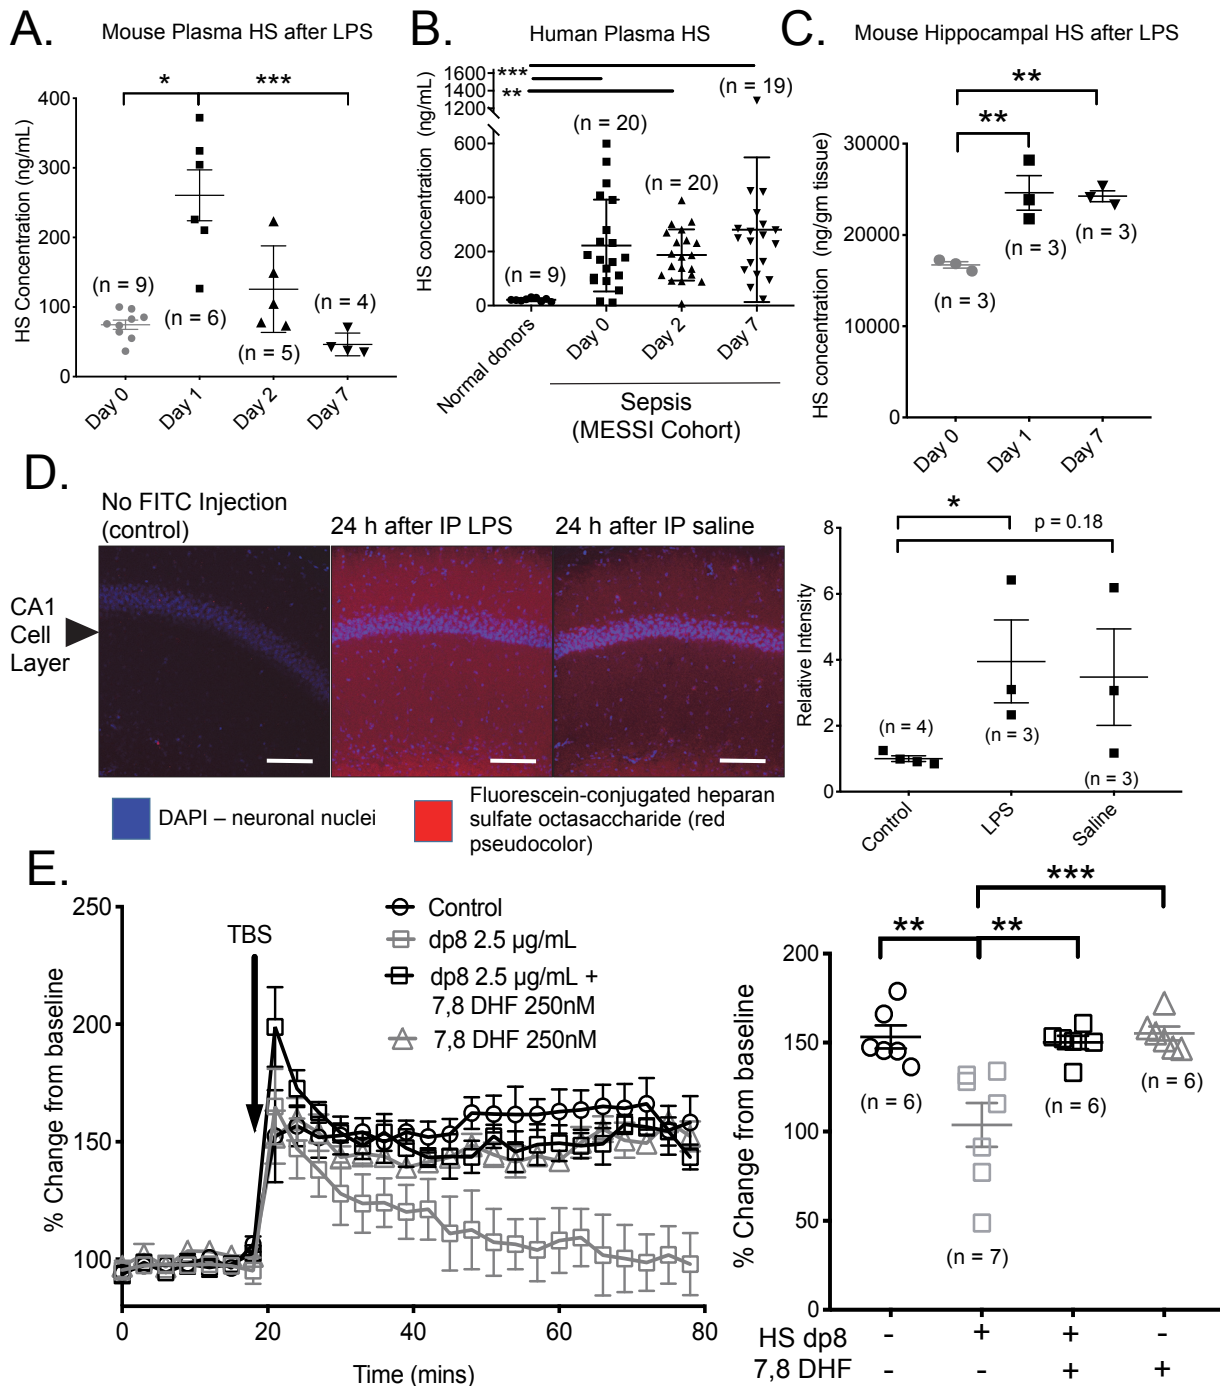 A.
Mouse Plasma HS after LPS
HS Concentration (ng/mL)
400
300
200
100
0
*
***
(n = 9)
(n = 6)
(n = 5)
(n = 4)
Day 0
Day 1
Day 2
Day 7
B.
Human Plasma HS
HS concentration (ng/mL)
1600
1400
1200
600
400
200
0
***
**
(n = 9)
(n = 20)
(n = 20)
(n = 19)
Normal donors
Day 0
Day 2
Day 7
Sepsis
(MESSI Cohort)
C.
Mouse Hippocampal HS after LPS
HS concentration (ng/gm tissue)
30000
20000
10000
0
**
**
(n = 3)
(n = 3)
(n = 3)
Day 0
Day 1
Day 7
D.
No FITC Injection
(control)
24 h after IP LPS
24 h after IP saline
CA1
Cell
Layer
DAPI – neuronal nuclei
Fluorescein-conjugated heparan
sulfate octasaccharide (red
pseudocolor)
Relative Intensity
8
6
4
2
0
*
p = 0.18
(n = 4)
(n = 3)
(n = 3)
Control
LPS
Saline
E.
% Change from baseline
250
200
150
100
TBS
Control
dp8 2.5 µg/mL
dp8 2.5 µg/mL +
7,8 DHF 250nM
7,8 DHF 250nM
0
20
40
60
80
Time (mins)
% Change from baseline
200
150
100
50
0
**
**
***
(n = 6)
(n = 7)
(n = 6)
(n = 6)
HS dp8 - + + -
7,8 DHF - - + +